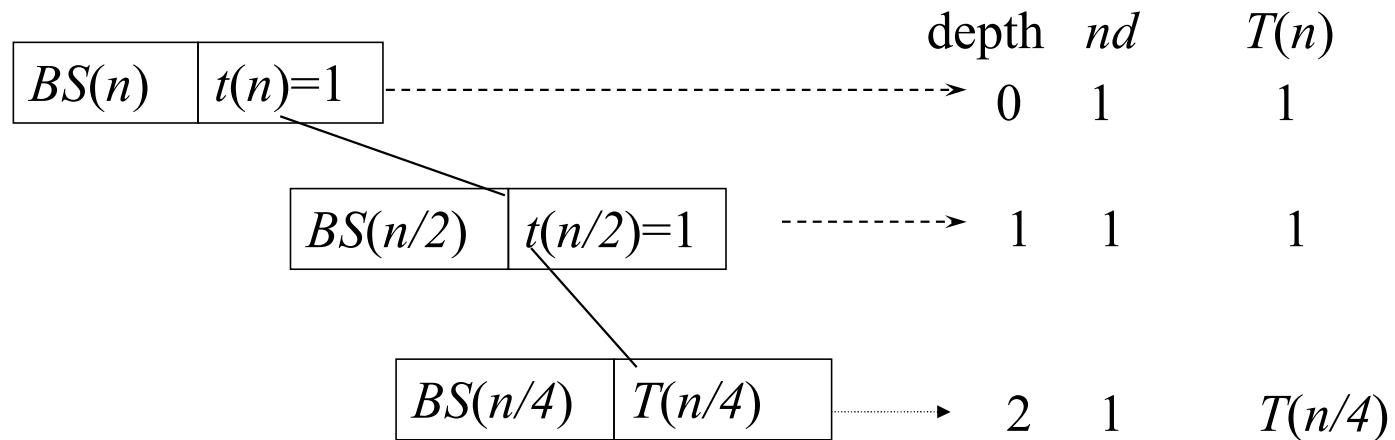 depth nd T(n)
BS(n) t(n)=1 0 1 1
BS(n/2) t(n/2)=1 1 1 1
BS(n/4) T(n/4) 2 1 T(n/4)